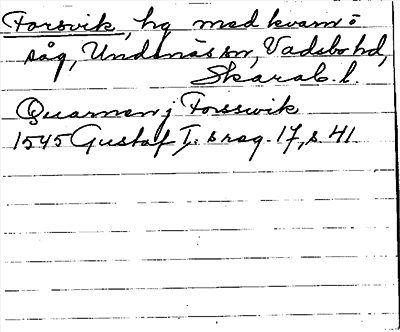 Forsvik, hg med kvarn o
såg, Undenäs sn, Vadsbo hd,
Skarab. l.
Quarnen j Forsswik
1545 Gustaf I:s reg. 17, s 41